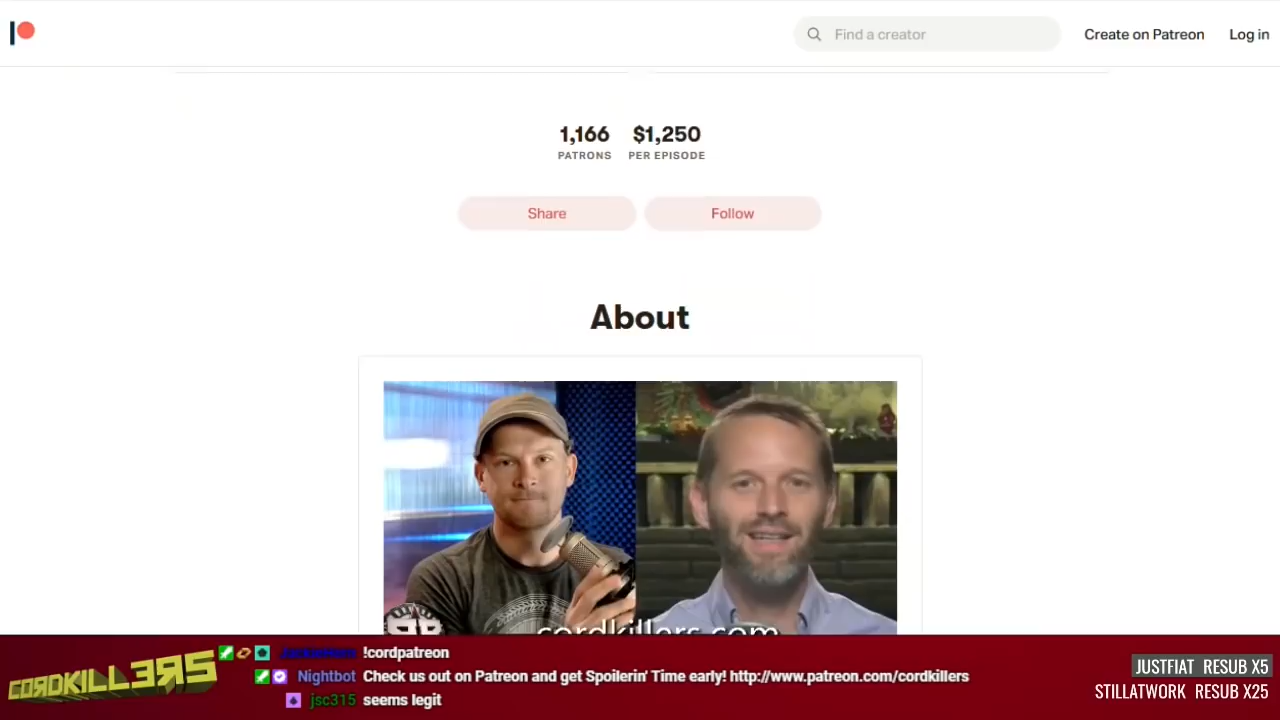 Find a creator
Create on Patreon
Log in
1,166
$1,250
PATRONS
PER EPISODE
Share
Follow
About
cordkillers.com
CORDKILLERS
!cordpatreon
Nightbot Check us out on Patreon and get Spoilerin' Time early! http://www.patreon.com/cordkillers
jsc315 seems legit
JUSTFIAT RESUB X5
STILLATWORK RESUB X25